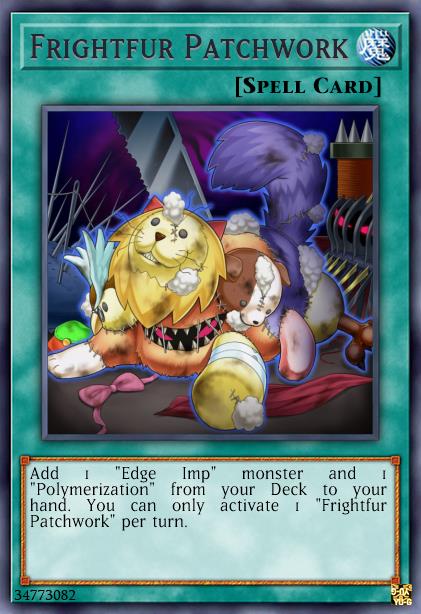 Frightfur Patchwork
[Spell Card]
Add 1 "Edge Imp" monster and 1
"Polymerization" from your Deck to your
hand. You can only activate 1 "Frightfur
Patchwork" per turn.
34773082